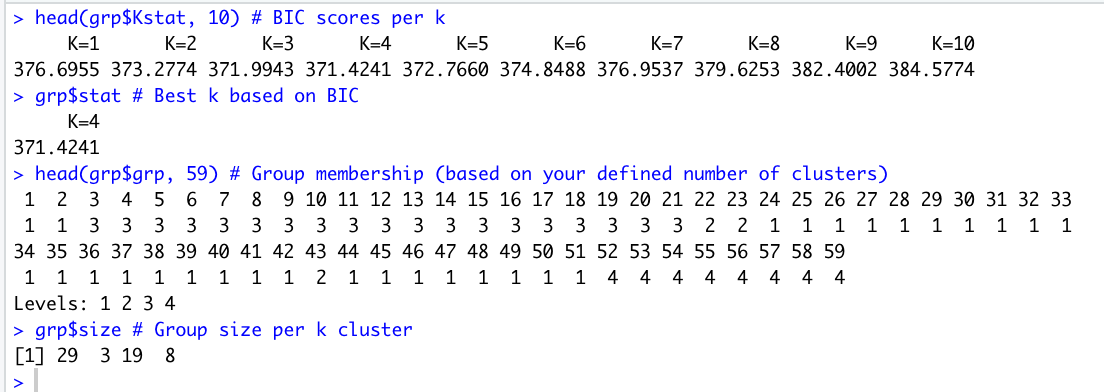 > head(grp$Kstat, 10) # BIC scores per k
K=1 K=2 K=3 K=4 K=5 K=6 K=7 K=8 K=9 K=10
376.6955 373.2774 371.9943 371.4241 372.7660 374.8488 376.9537 379.6253 382.4002 384.5774
> grp$stat # Best k based on BIC
K=4
371.4241
> head(grp$grp, 59) # Group membership (based on your defined number of clusters)
1 2 3 4 5 6 7 8 9 10 11 12 13 14 15 16 17 18 19 20 21 22 23 24 25 26 27 28 29 30 31 32 33
1 1 3 3 3 3 3 3 3 3 3 3 3 3 3 3 3 3 3 3 3 2 2 1 1 1 1 1 1 1 1 1 1
34 35 36 37 38 39 40 41 42 43 44 45 46 47 48 49 50 51 52 53 54 55 56 57 58 59
1 1 1 1 1 1 1 1 1 2 1 1 1 1 1 1 1 1 4 4 4 4 4 4 4 4
Levels: 1 2 3 4
> grp$size # Group size per k cluster
[1] 29 3 19 8
>